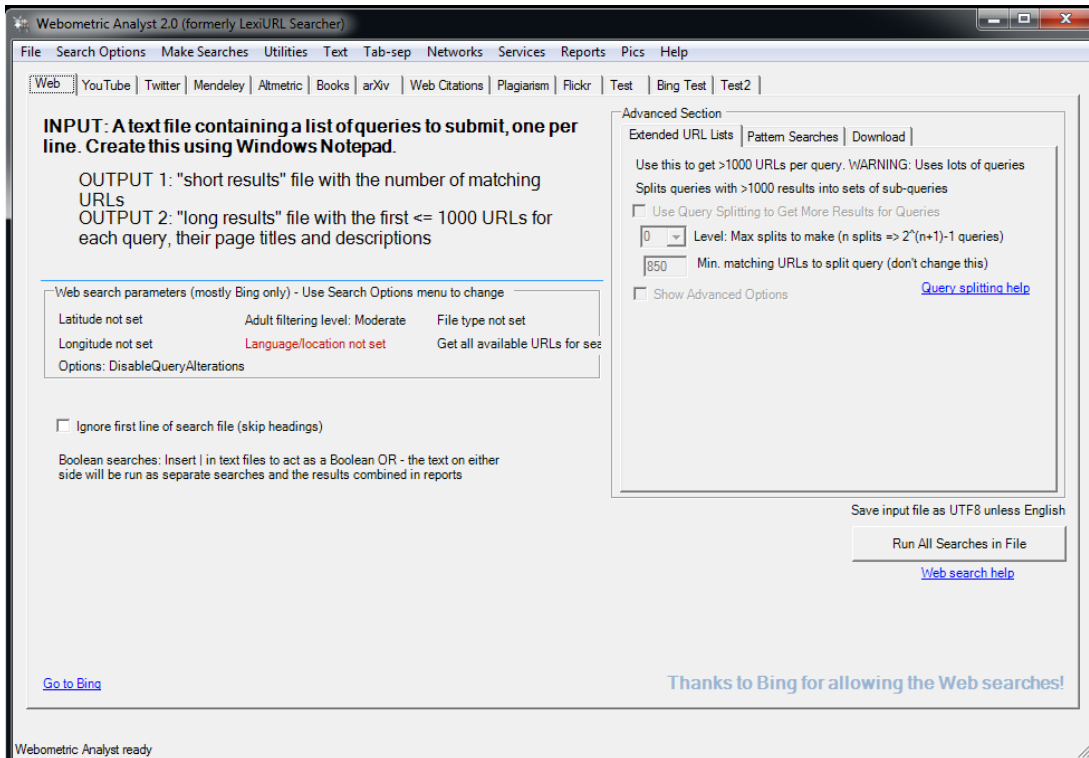 Webometric Analyst 2.0 (formerly LexiURL Searcher)
File Search Options Make Searches Utilities Text Tab-sep Networks Services Reports Pics Help
Web YouTube Twitter Mendeley Altmetric Books arXiv Web Citations Plagiarism Flickr Test Bing Test Test2
INPUT: A text file containing a list of queries to submit, one per
line. Create this using Windows Notepad.
OUTPUT 1: "short results" file with the number of matching
URLs
OUTPUT 2: "long results" file with the first <= 1000 URLs for
each query, their page titles and descriptions
Web search parameters (mostly Bing only) - Use Search Options menu to change
Latitude not set Adult filtering level: Moderate File type not set
Longitude not set Language/location not set Get all available URLs for sea
Options: DisableQueryAlterations
Ignore first line of search file (skip headings)
Boolean searches: Insert | in text files to act as a Boolean OR - the text on either
side will be run as separate searches and the results combined in reports
Advanced Section
Extended URL Lists Pattern Searches Download
Use this to get >1000 URLs per query. WARNING: Uses lots of queries
Splits queries with >1000 results into sets of sub-queries
Use Query Splitting to Get More Results for Queries
0 Level: Max splits to make (n splits => 2^(n+1)-1 queries)
850 Min. matching URLs to split query (don't change this)
Show Advanced Options Query splitting help
Save input file as UTF8 unless English
Run All Searches in File
Web search help
Go to Bing
Thanks to Bing for allowing the Web searches!
Webometric Analyst ready